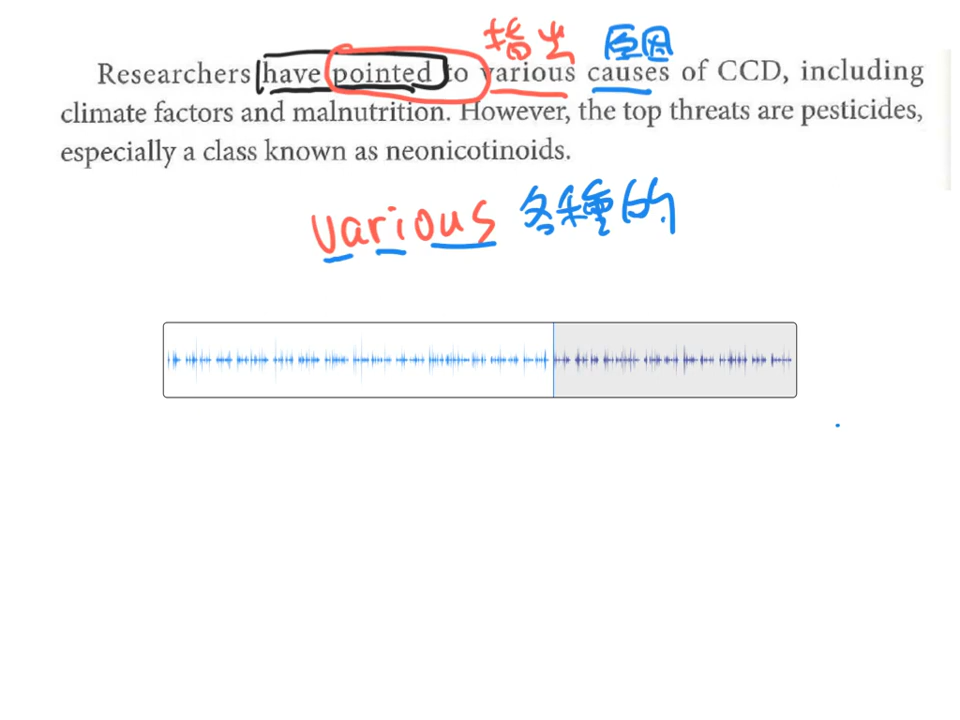 指出 原因
Researchers have pointed to various causes of CCD, including
climate factors and malnutrition. However, the top threats are pesticides,
especially a class known as neonicotinoids.
various 各種的